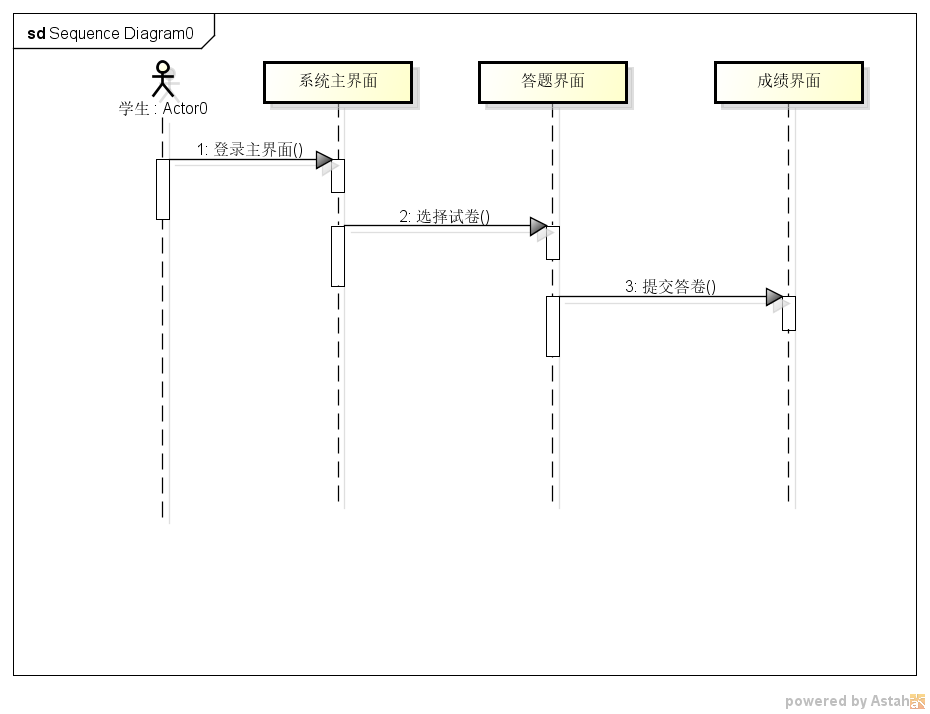 sd Sequence Diagram0
学生 : Actor0
系统主界面
答题界面
成绩界面
1: 登录主界面()
2: 选择试卷()
3: 提交答卷()
powered by Astah